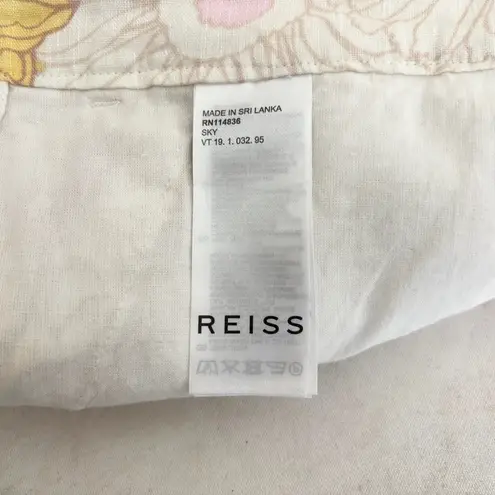 MADE IN SRI LANKA
RN114836
SKY
VT 19. 1. 032. 95
REISS